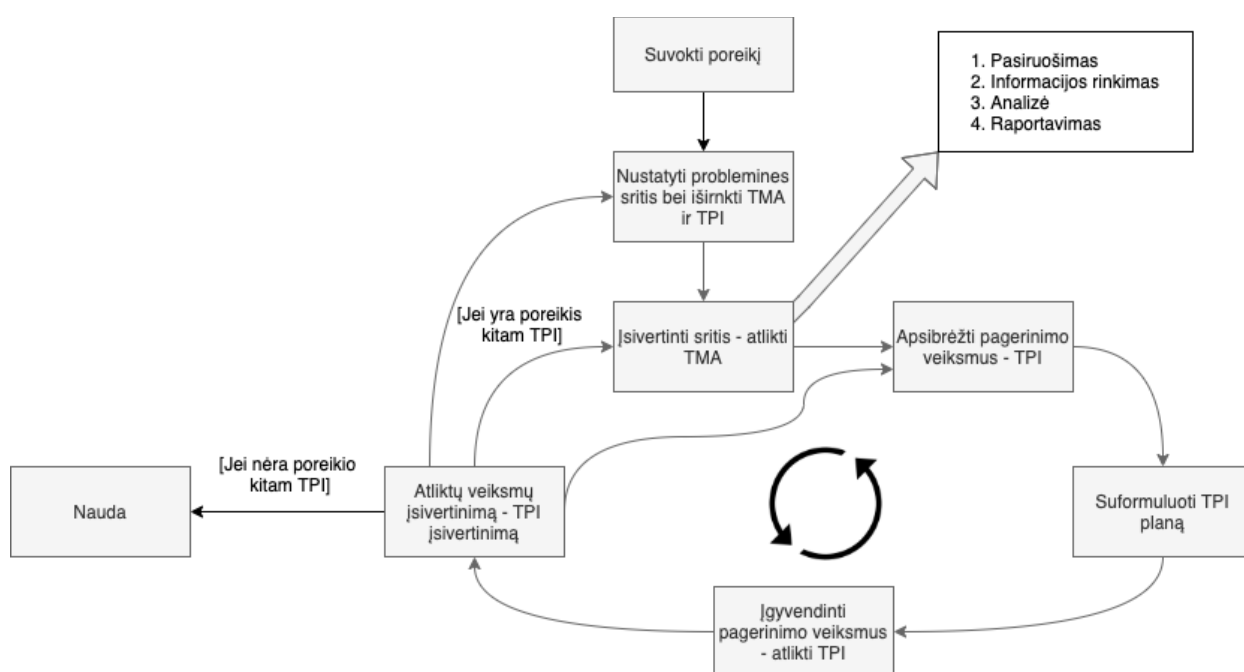 Suvokti poreikį
1. Pasiruošimas
2. Informacijos rinkimas
3. Analizė
4. Raportavimas
Nustatyti problemines
sritis bei iširnkti TMA
ir TPI
[Jei yra poreikis
kitam TPI]
Įsivertinti sritis - atlikti
TMA
Apsibrėžti pagerinimo
veiksmus - TPI
[Jei nėra poreikio
kitam TPI]
Nauda
Atliktų veiksmų
įsivertinimą - TPI
įsivertinimą
Suformuluoti TPI
planą
Įgyvendinti
pagerinimo veiksmus
- atlikti TPI